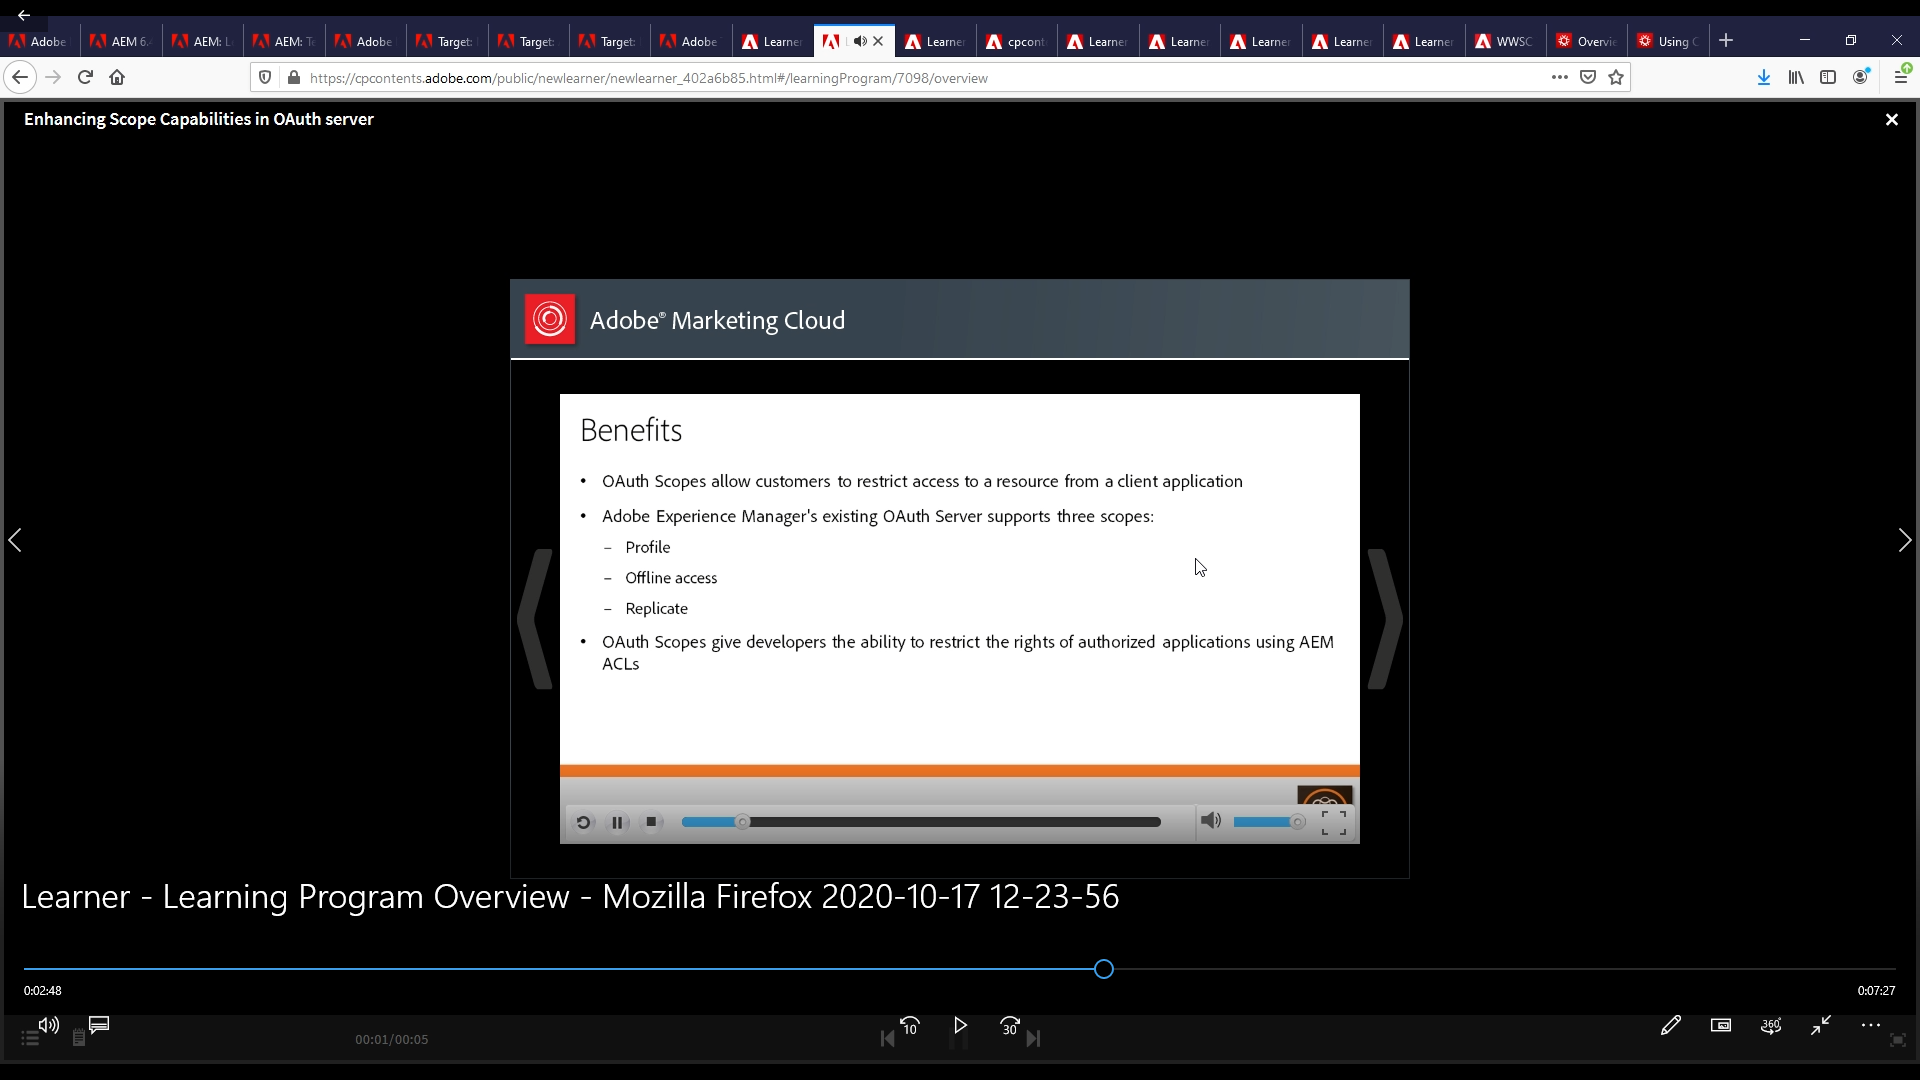 Adobe AEM 6. AEM: L AEM: Te Adobe Target: Target: Target: Adobe Learner Learner cpcont Learner Learner Learner Learner Learner WWSC Overvie Using C
https://cpcontents.adobe.com/public/newlearner/newlearner_402a6b85.html#/learningProgram/7098/overview
Enhancing Scope Capabilities in OAuth server
Adobe® Marketing Cloud
Benefits
• OAuth Scopes allow customers to restrict access to a resource from a client application
• Adobe Experience Manager's existing OAuth Server supports three scopes:
– Profile
– Offline access
– Replicate
• OAuth Scopes give developers the ability to restrict the rights of authorized applications using AEM
ACLs
Learner - Learning Program Overview - Mozilla Firefox 2020-10-17 12-23-56
0:02:48 0:07:27
10 30 360°
00:01/00:05